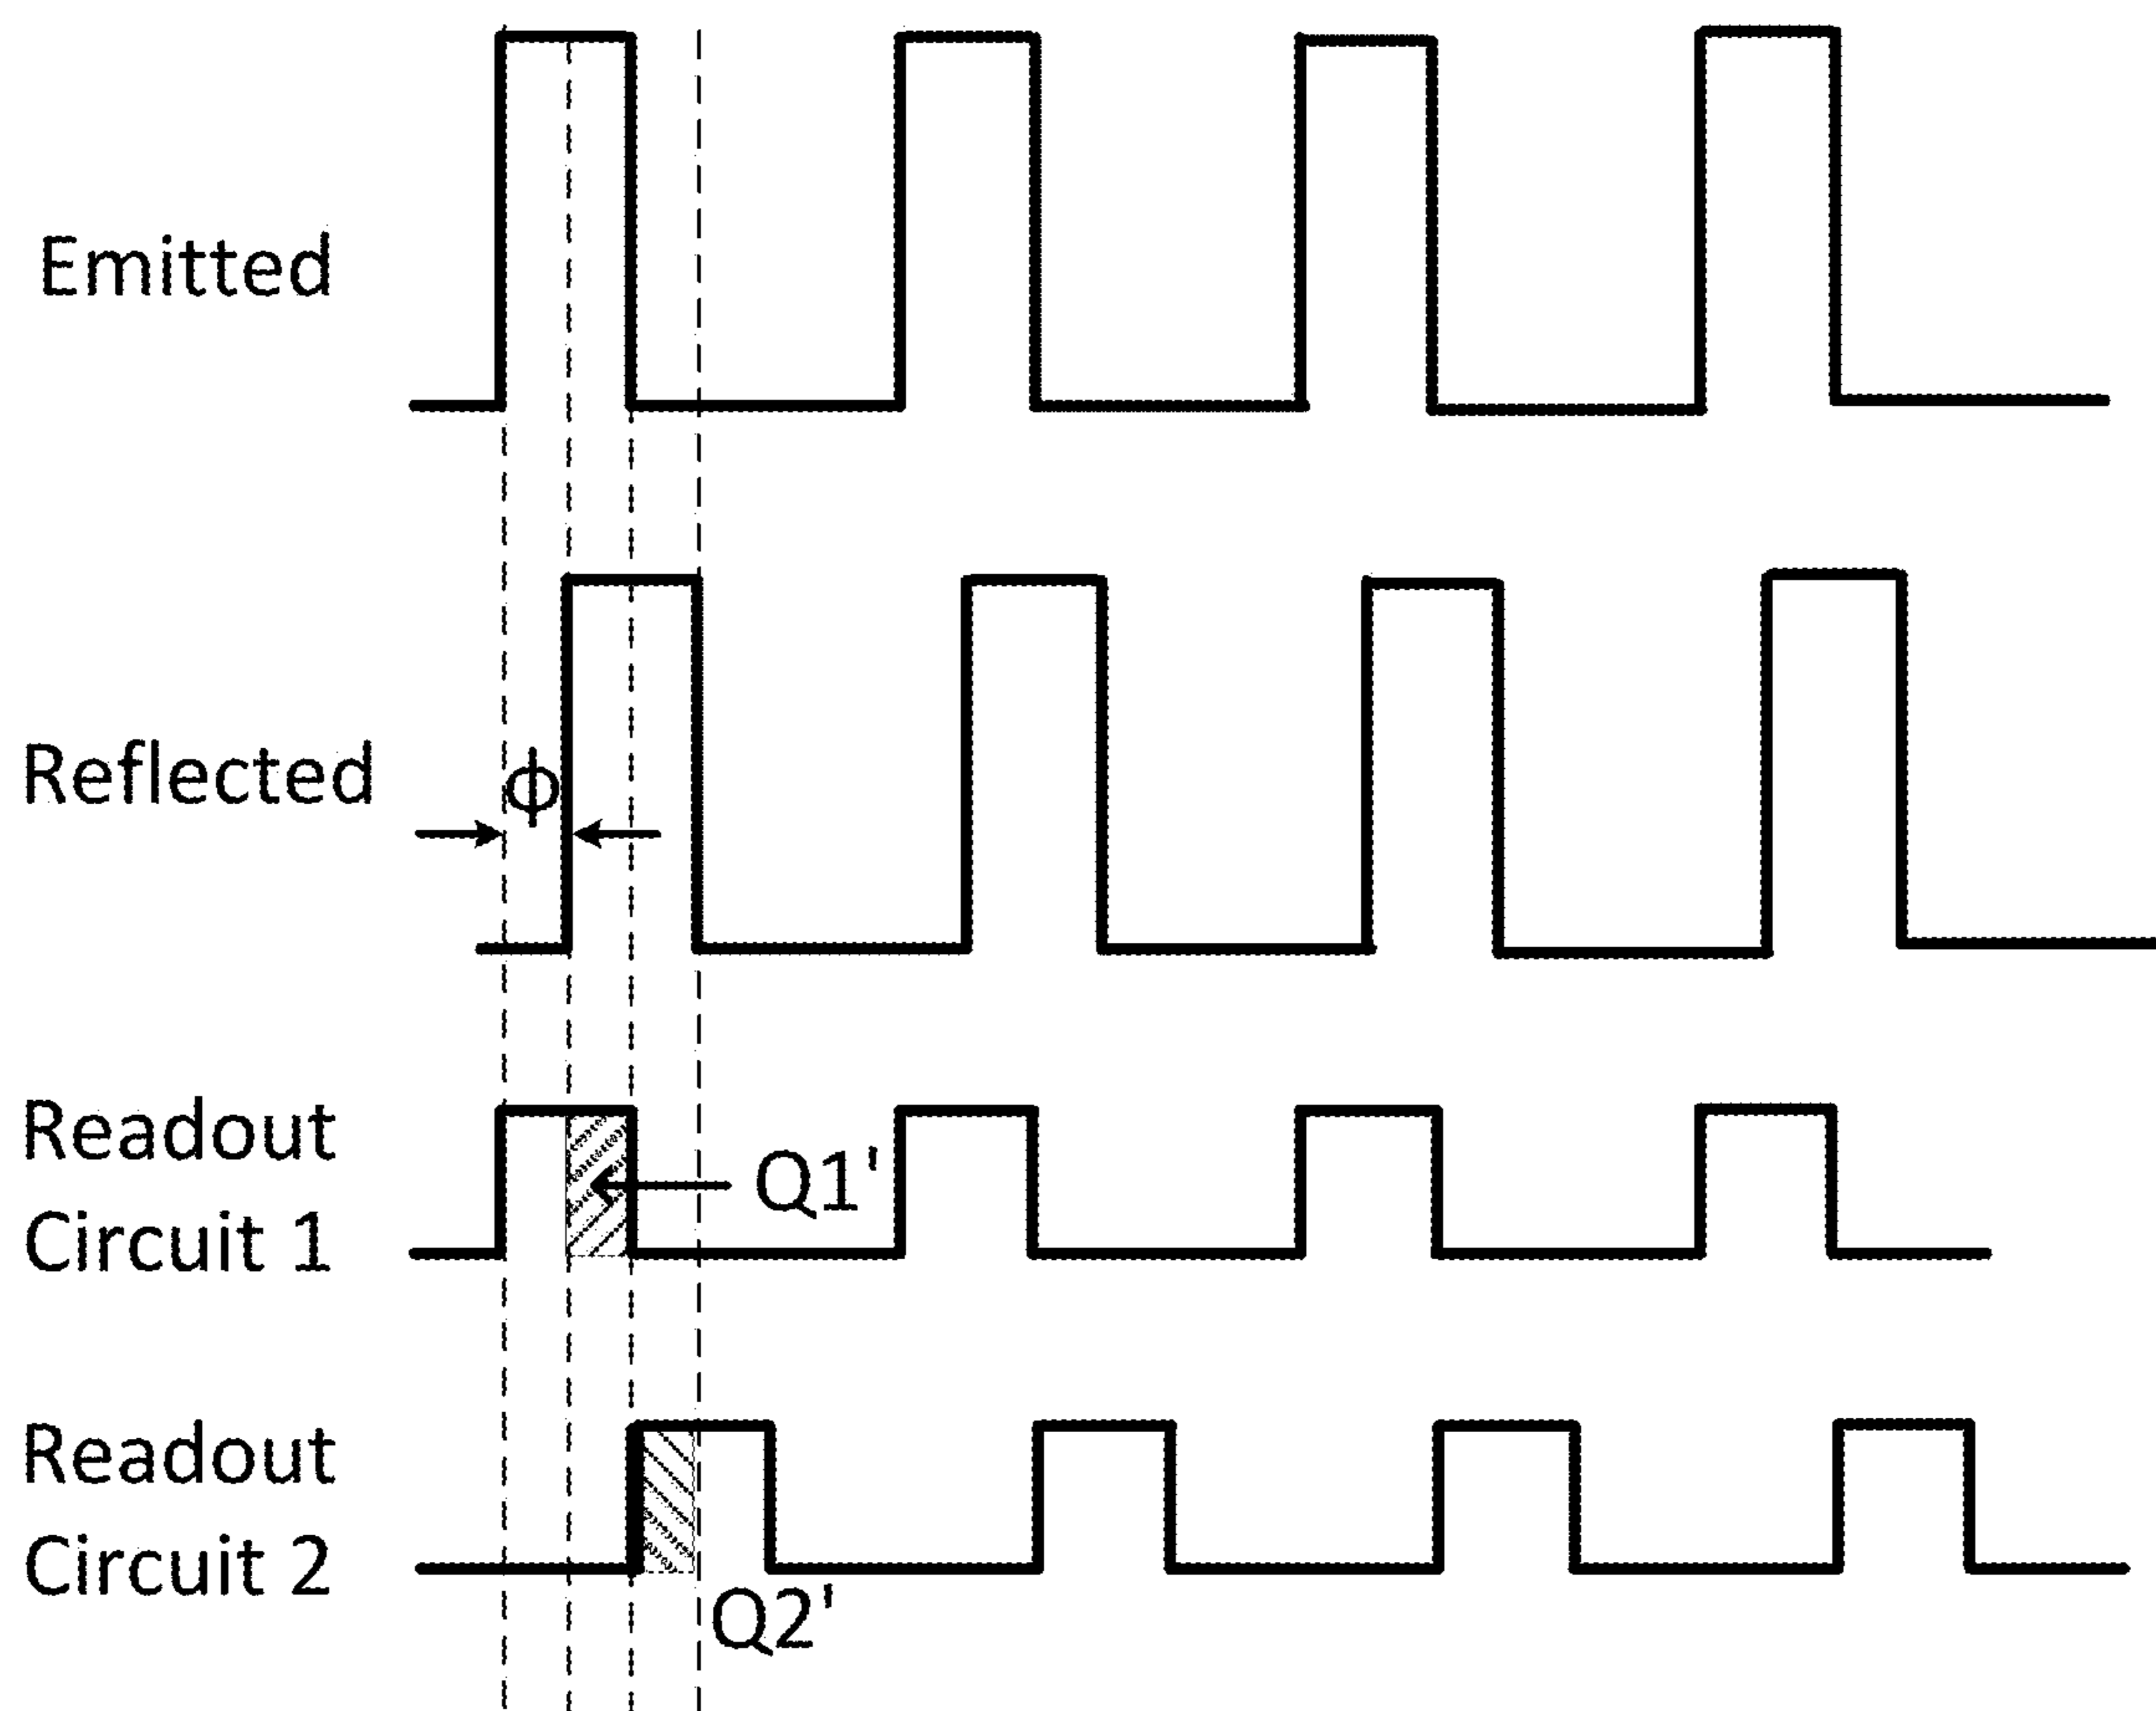 Emitted
Reflected
ϕ
Readout
Circuit 1
Q1'
Readout
Circuit 2
Q2'